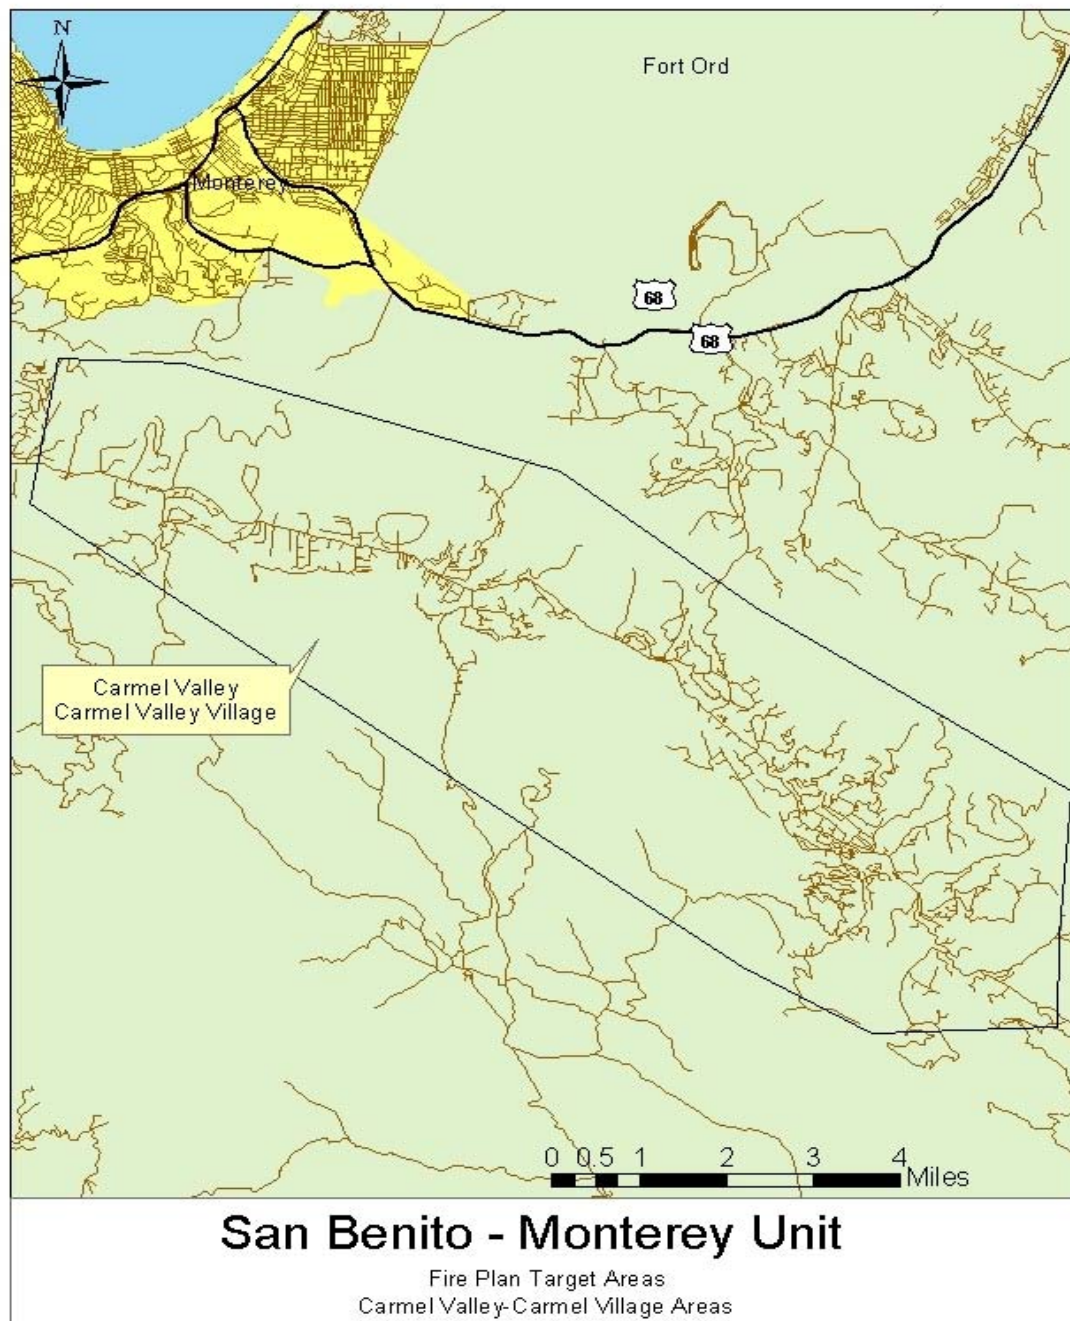 N
Fort Ord
Monterey
68
68
Carmel Valley
Carmel Valley Village
0 0.5 1 2 3 4
Miles
San Benito - Monterey Unit
Fire Plan Target Areas
Carmel Valley-Carmel Village Areas